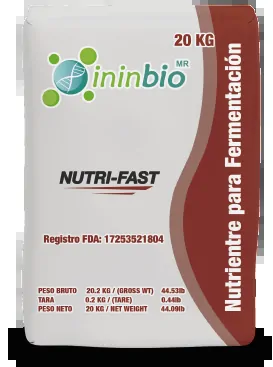 20 KG
ininbio MR
NUTRI-FAST
Nutrientre para Fermentación
Registro FDA: 17253521804
PESO BRUTO 20.2 KG / (GROSS WT) 44.53lb
TARA 0.2 KG / (TARE) 0.44lb
PESO NETO 20 KG / NET WEIGHT 44.09lb